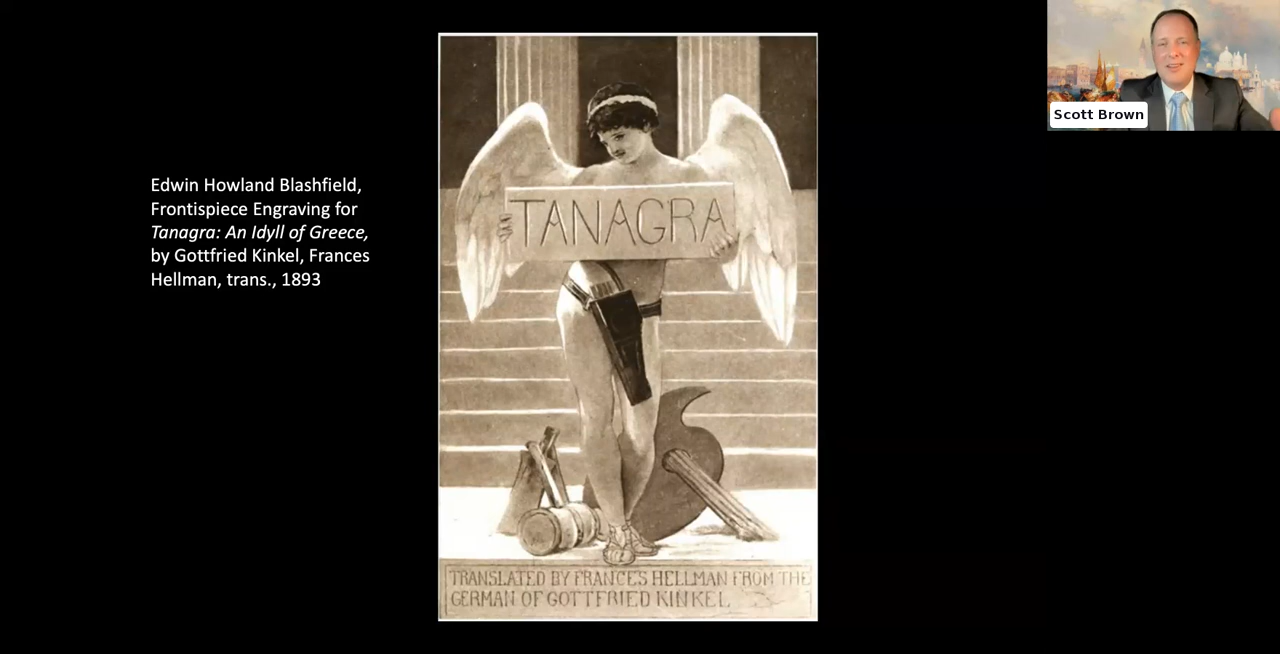 Edwin Howland Blashfield,
Frontispiece Engraving for
Tanagra: An Idyll of Greece,
by Gottfried Kinkel, Frances
Hellman, trans., 1893
TANAGRA
TRANSLATED BY FRANCES HELLMAN FROM THE
GERMAN OF GOTTFRIED KINKEL
Scott Brown